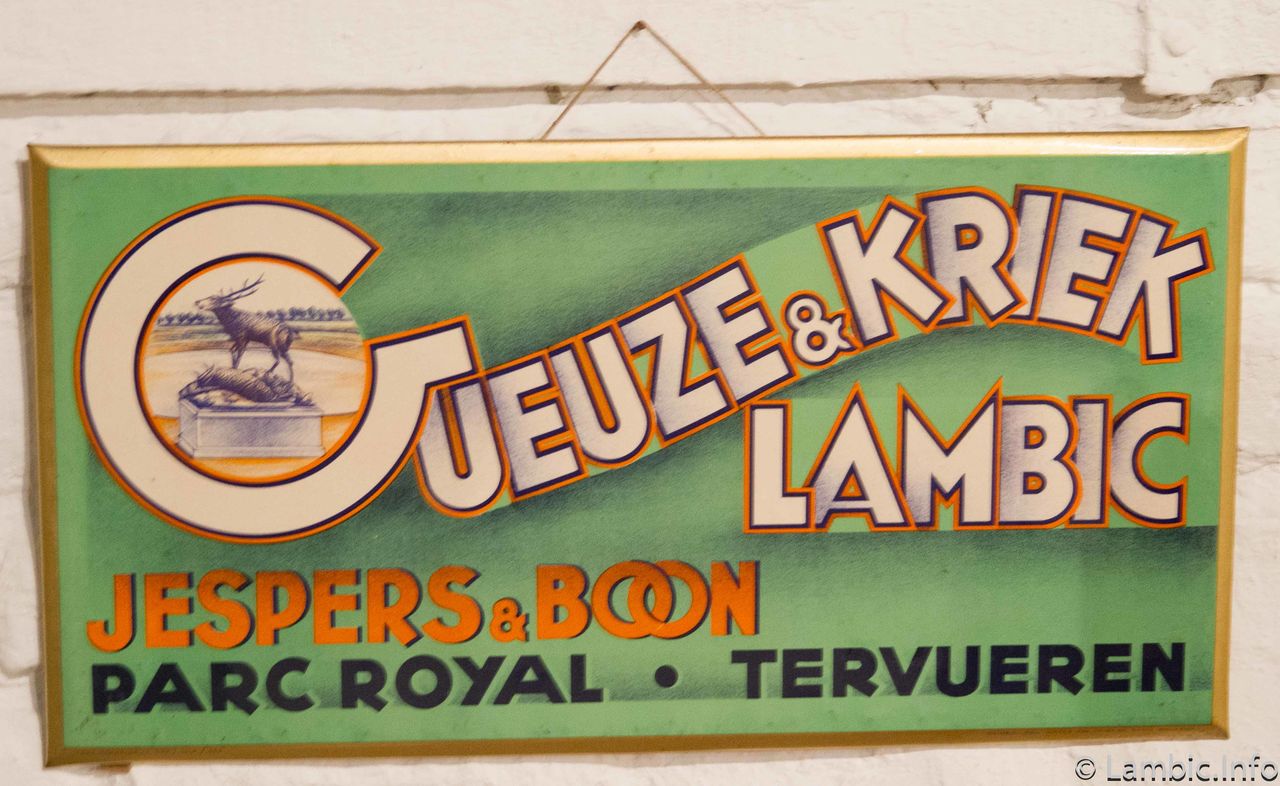 GUEUZE & KRIEK
LAMBIC
JESPERS & BOON
PARC ROYAL • TERVUEREN
© Lambic.Info